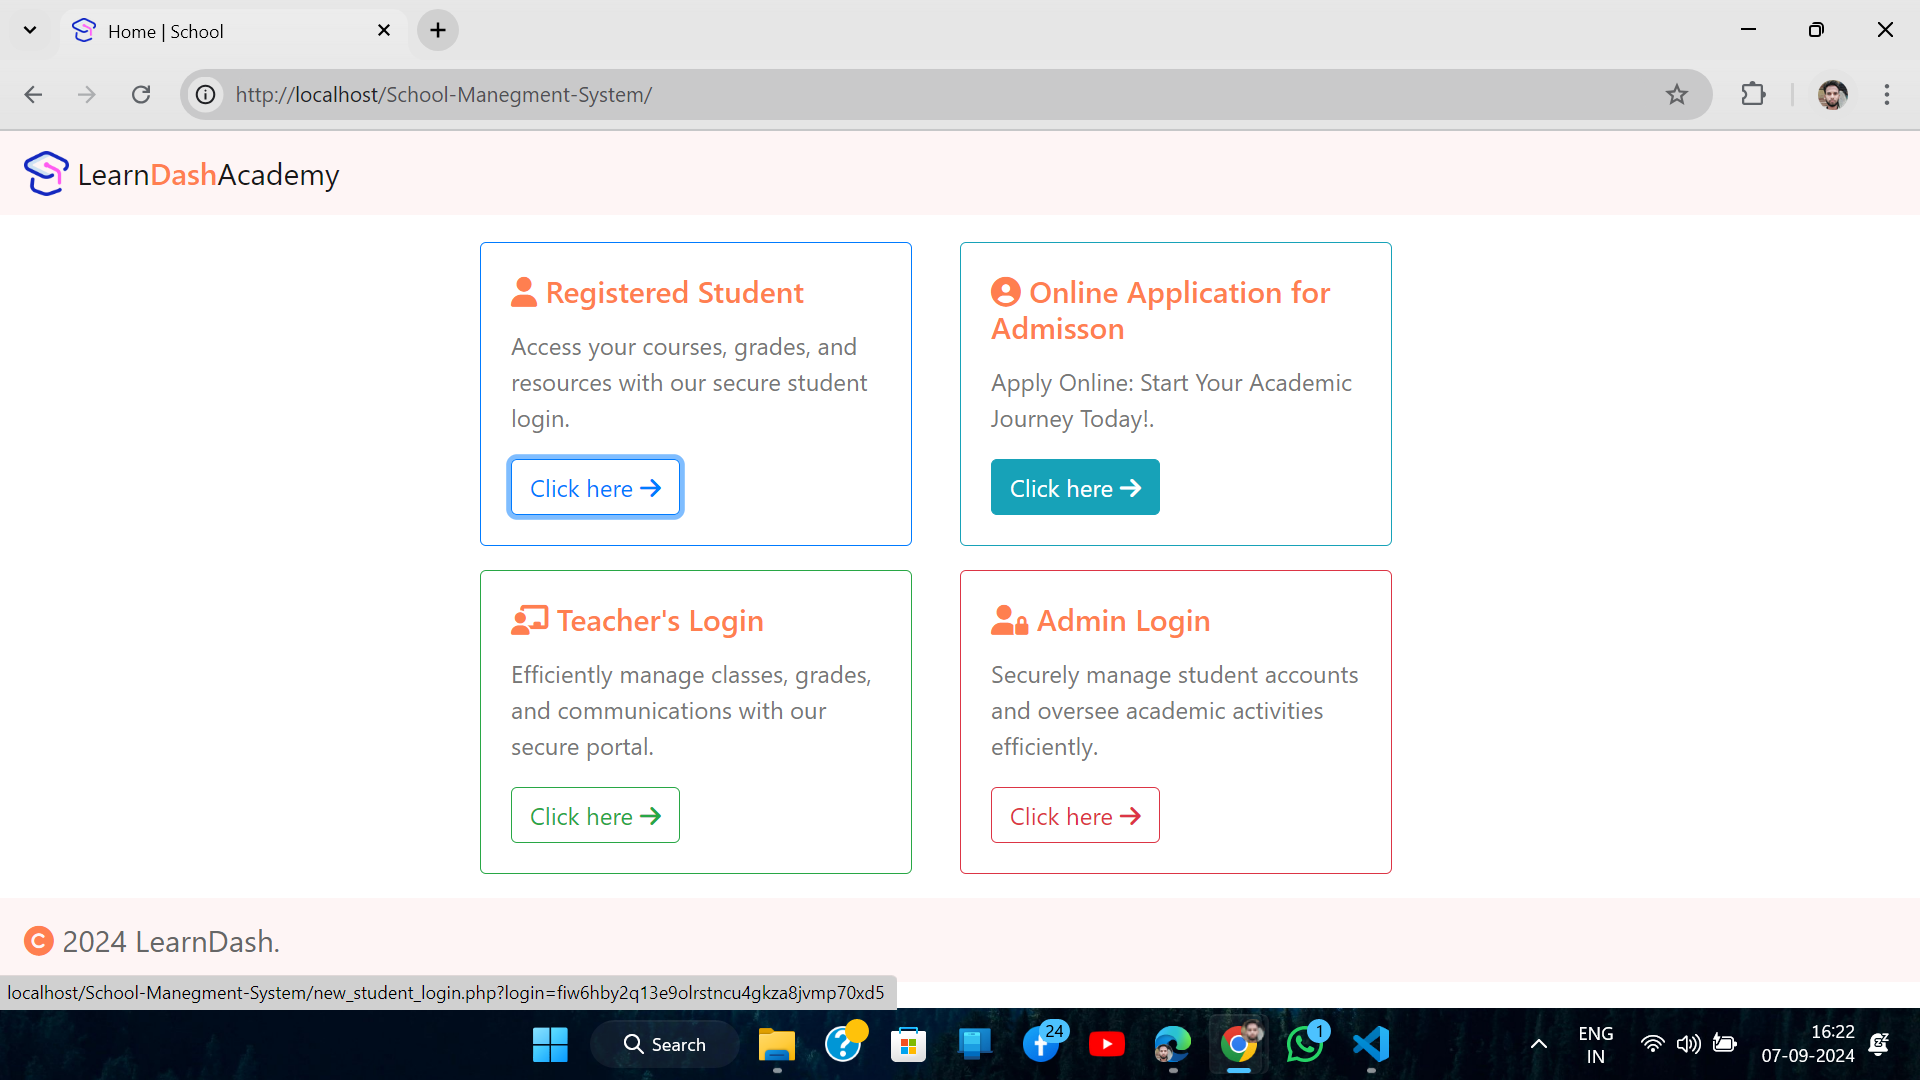 Home | School
http://localhost/School-Manegment-System/
LearnDashAcademy
Registered Student
Access your courses, grades, and
resources with our secure student
login.
Click here
Online Application for
Admisson
Apply Online: Start Your Academic
Journey Today!.
Click here
Teacher's Login
Efficiently manage classes, grades,
and communications with our
secure portal.
Click here
Admin Login
Securely manage student accounts
and oversee academic activities
efficiently.
Click here
C 2024 LearnDash.
localhost/School-Manegment-System/new_student_login.php?login=fiw6hby2q13e9olrstncu4gkza8jvmp70xd5
Search
24
1
ENG
IN
16:22
07-09-2024